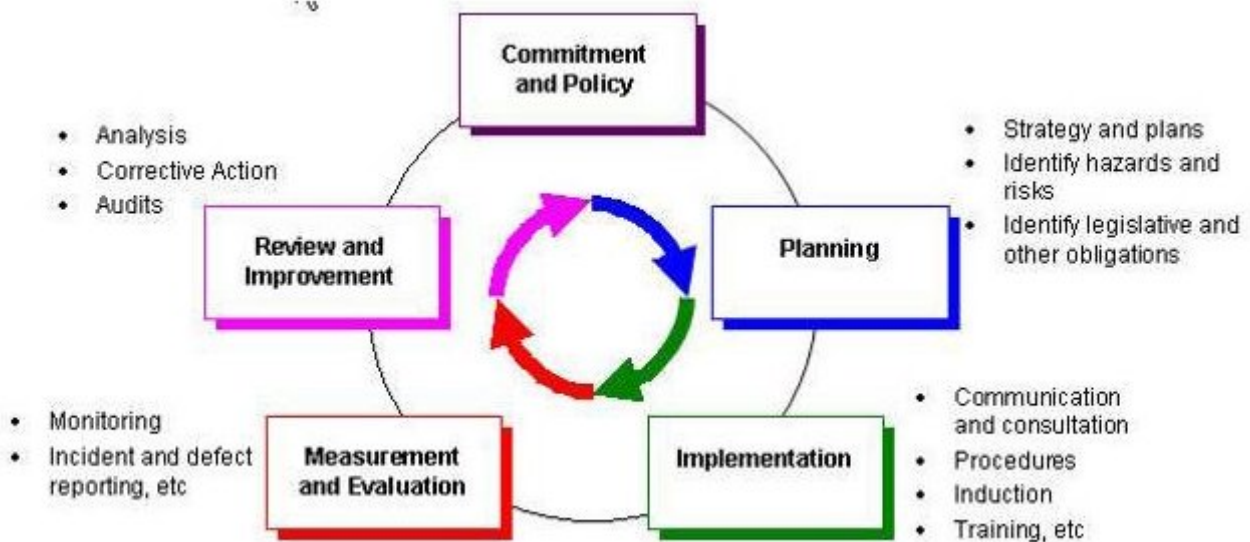 Commitment
and Policy
• Strategy and plans
• Identify hazards and
risks
• Identify legislative and
other obligations
Planning
• Communication
and consultation
• Procedures
• Induction
• Training, etc
Implementation
Measurement
and Evaluation
• Monitoring
• Incident and defect
reporting, etc
Review and
Improvement
• Analysis
• Corrective Action
• Audits